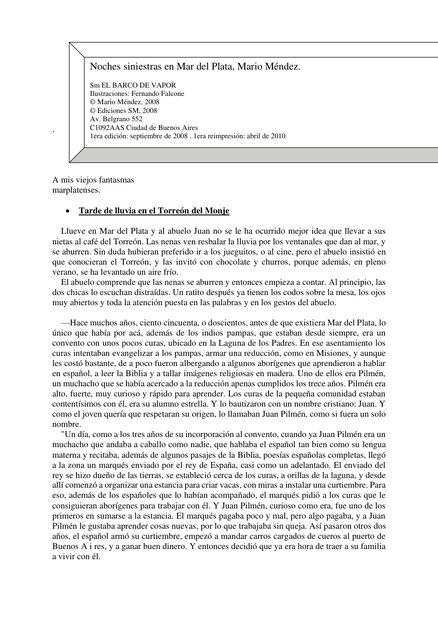 Noches siniestras en Mar del Plata, Mario Méndez.
Sm EL BARCO DE VAPOR
Ilustraciones: Fernando Falcone
© Mario Méndez, 2008
© Ediciones SM, 2008
Av. Belgrano 552
C1092AAS Ciudad de Buenos Aires
1era edición: septiembre de 2008 . 1era reimpresión: abril de 2010
.
A mis viejos fantasmas
marplatenses.
• Tarde de lluvia en el Torreón del Monje
Llueve en Mar del Plata y al abuelo Juan no se le ha ocurrido mejor idea que llevar a sus
nietas al café del Torreón. Las nenas ven resbalar la lluvia por los ventanales que dan al mar, y
se aburren. Sin duda hubieran preferido ir a los jueguitos, o al cine, pero el abuelo insistió en
que conocieran el Torreón, y las invitó con chocolate y churros, porque además, en pleno
verano, se ha levantado un aire frío.
El abuelo comprende que las nenas se aburren y entonces empieza a contar. Al principio, las
dos chicas lo escuchan distraídas. Un ratito después ya tienen los codos sobre la mesa, los ojos
muy abiertos y toda la atención puesta en las palabras y en los gestos del abuelo.
—Hace muchos años, ciento cincuenta, o doscientos, antes de que existiera Mar del Plata, lo
único que había por acá, además de los indios pampas, que estaban desde siempre, era un
convento con unos pocos curas, ubicado en la Laguna de los Padres. En ese asentamiento los
curas intentaban evangelizar a los pampas, armar una reducción, como en Misiones, y aunque
les costó bastante, de a poco fueron albergando a algunos aborígenes que aprendieron a hablar
en español, a leer la Biblia y a tallar imágenes religiosas en madera. Uno de ellos era Pilmén,
un muchacho que se había acercado a la reducción apenas cumplidos los trece años. Pilmén era
alto, fuerte, muy curioso y rápido para aprender. Los curas de la pequeña comunidad estaban
contentísimos con él, era su alumno estrella. Y lo bautizaron con un nombre cristiano: Juan. Y
como el joven quería que respetaran su origen, lo llamaban Juan Pilmén, como si fuera un solo
nombre.
"Un día, como a los tres años de su incorporación al convento, cuando ya Juan Pilmén era un
muchacho que andaba a caballo como nadie, que hablaba el español tan bien como su lengua
materna y recitaba, además de algunos pasajes de la Biblia, poesías españolas completas, llegó
a la zona un marqués enviado por el rey de España, casi como un adelantado. El enviado del
rey se hizo dueño de las tierras, se estableció cerca de los curas, a orillas de la laguna, y desde
allí comenzó a organizar una estancia para criar vacas, con miras a instalar una curtiembre. Para
eso, además de los españoles que lo habían acompañado, el marqués pidió a los curas que le
consiguieran aborígenes para trabajar con él. Y Juan Pilmén, curioso como era, fue uno de los
primeros en sumarse a la estancia. El marqués pagaba poco y mal, pero algo pagaba, y a Juan
Pilmén le gustaba aprender cosas nuevas, por lo que trabajaba sin queja. Así pasaron otros dos
años, el español armó su curtiembre, empezó a mandar carros cargados de cueros al puerto de
Buenos A i res, y a ganar buen dinero. Y entonces decidió que ya era hora de traer a su familia
a vivir con él.